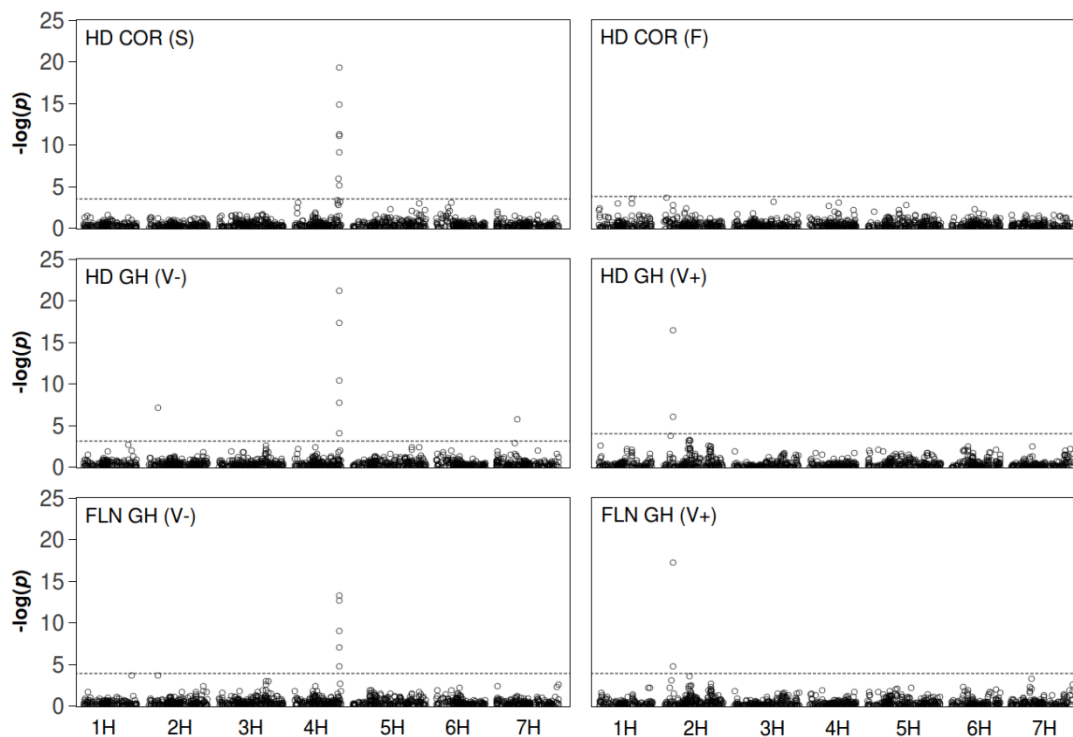 HD COR (S)
HD COR (F)
25
20
15
10
5
0
-log(p)
HD GH (V-)
HD GH (V+)
25
20
15
10
5
0
-log(p)
FLN GH (V-)
FLN GH (V+)
25
20
15
10
5
0
-log(p)
1H 2H 3H 4H 5H 6H 7H
1H 2H 3H 4H 5H 6H 7H